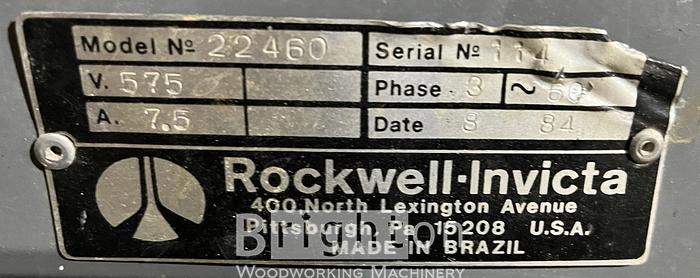 Model Nº 22460 Serial Nº 114
V. 575 Phase 3 ~ 60
A. 7.5 Date 8 84
Rockwell-Invicta
400 North Lexington Avenue
Pittsburgh, Pa 15208 U.S.A.
MADE IN BRAZIL
Brighton
WOODWORKING MACHINERY